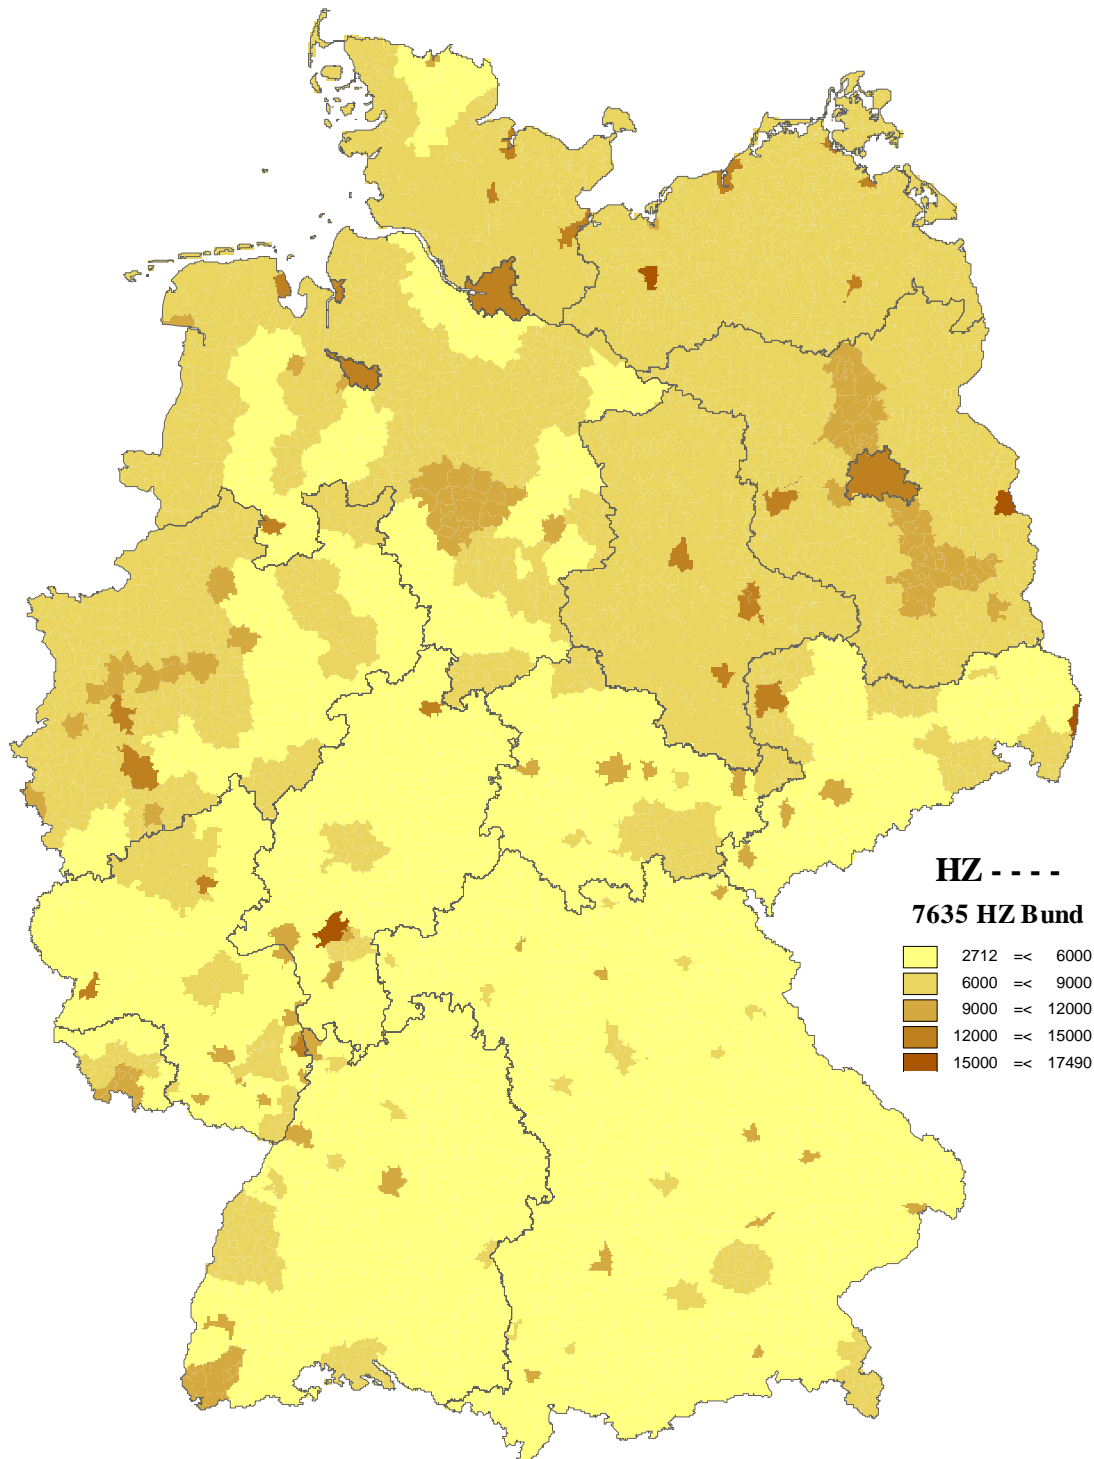 HZ - - - -
7635 HZ Bund
2712 =< 6000
6000 =< 9000
9000 =< 12000
12000 =< 15000
15000 =< 17490